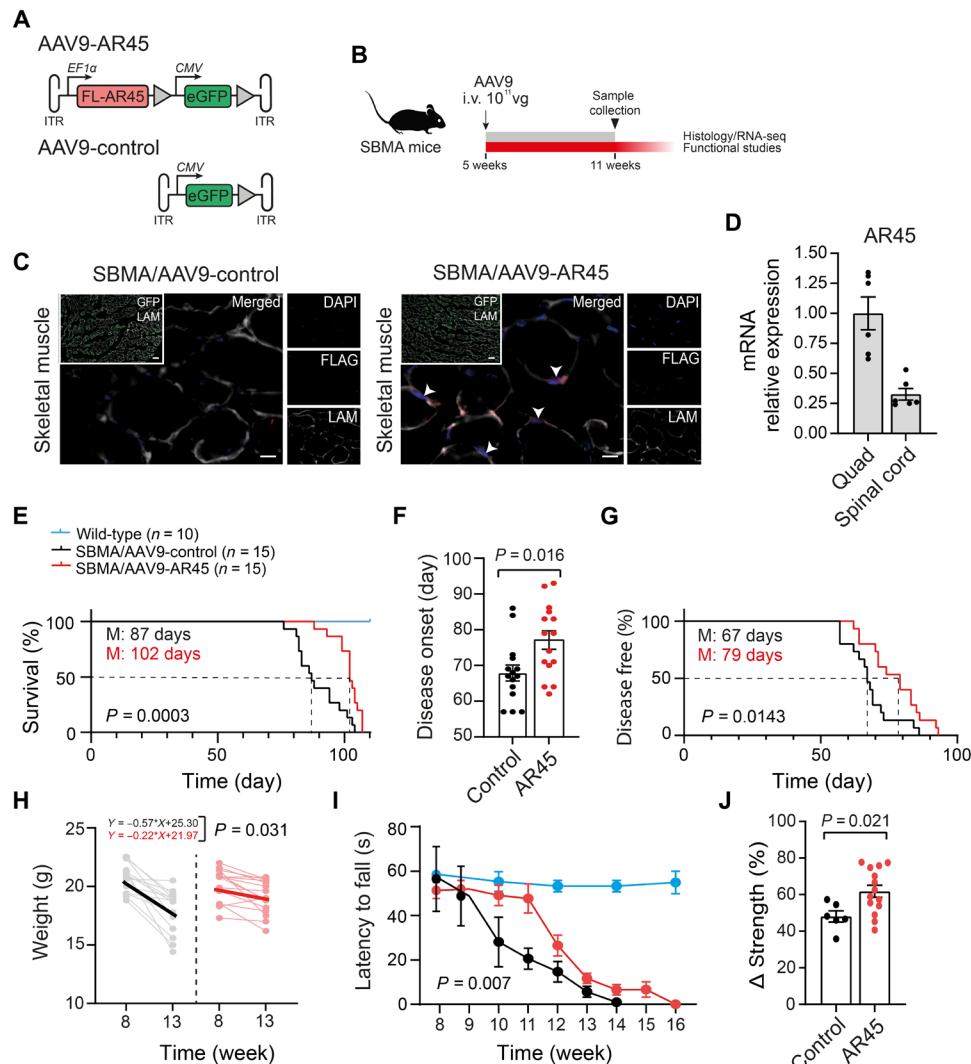 A
AAV9-AR45
EF1α
CMV
FL-AR45
eGFP
ITR
ITR
AAV9-control
CMV
eGFP
ITR
ITR
B
AAV9
i.v. 10¹¹vg
Sample
collection
SBMA mice
Histology/RNA-seq
Functional studies
5 weeks
11 weeks
C
SBMA/AAV9-control
Skeletal muscle
GFP
LAM
Merged
DAPI
FLAG
LAM
SBMA/AAV9-AR45
Skeletal muscle
GFP
LAM
Merged
DAPI
FLAG
LAM
D
AR45
mRNA
relative expression
1.50
1.25
1.00
0.75
0.50
0.25
0.00
Quad
Spinal cord
E
Wild-type (n = 10)
SBMA/AAV9-control (n = 15)
SBMA/AAV9-AR45 (n = 15)
Survival (%)
100
50
0
M: 87 days
M: 102 days
P = 0.0003
0
50
100
Time (day)
F
Disease onset (day)
P = 0.016
100
90
80
70
60
50
Control
AR45
G
Disease free (%)
100
50
0
M: 67 days
M: 79 days
P = 0.0143
0
50
100
Time (day)
H
Y = −0.57*X+25.30
Y = −0.22*X+21.97
P = 0.031
Weight (g)
25
20
15
10
8
13
8
13
Time (week)
I
Latency to fall (s)
80
60
40
20
0
P = 0.007
8 9 10 11 12 13 14 15 16
Time (week)
J
P = 0.021
Δ Strength (%)
100
80
60
40
20
0
Control
AR45